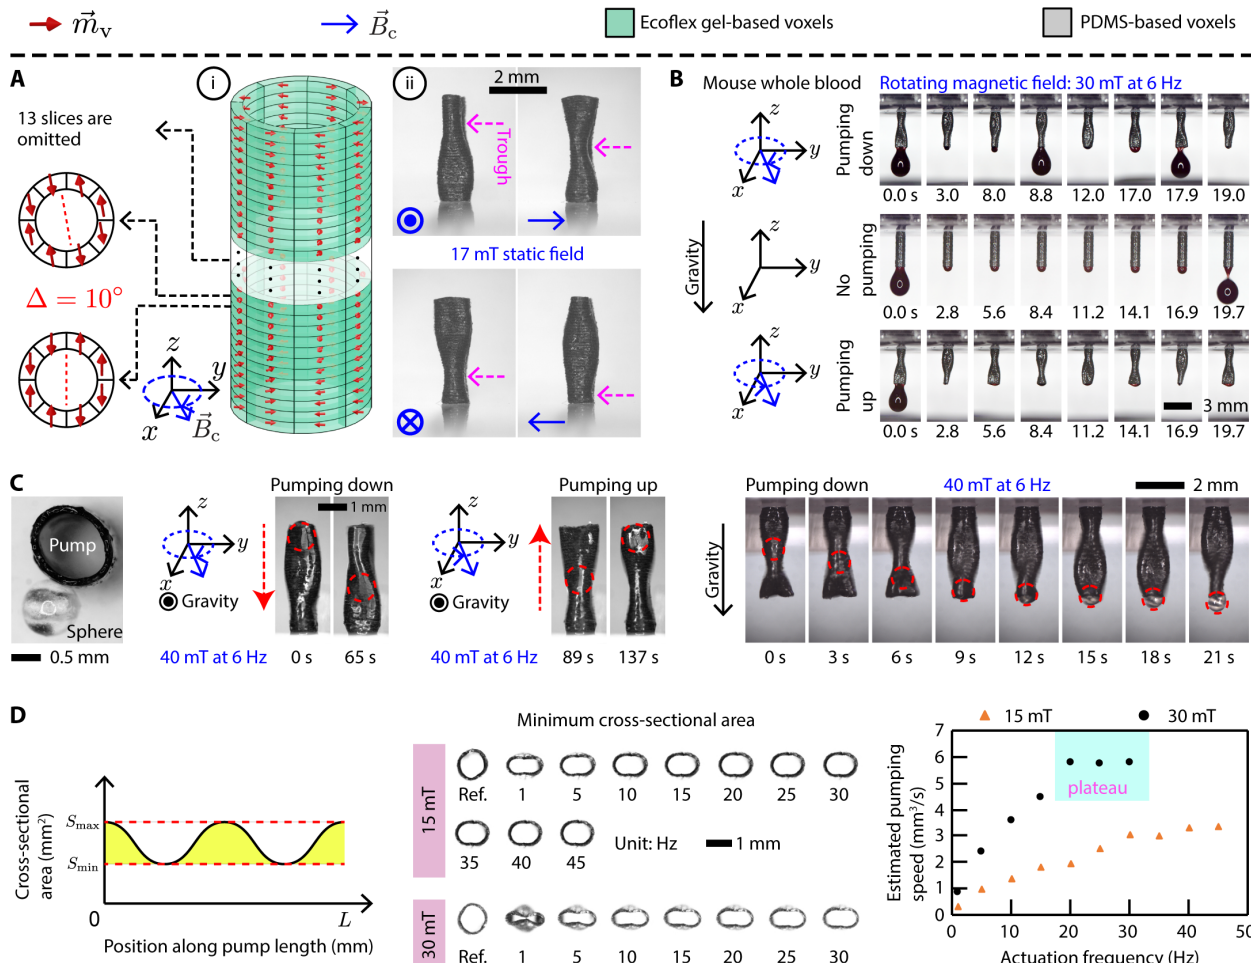 m⃗v
B⃗c
Ecoflex gel-based voxels
PDMS-based voxels
A
i
ii
13 slices are
omitted
Δ = 10°
z
y
x
B⃗c
2 mm
Trough
17 mT static field
B
Mouse whole blood
Rotating magnetic field: 30 mT at 6 Hz
z
y
x
Pumping
down
0.0 s 3.0 8.0 8.8 12.0 17.0 17.9 19.0
Gravity
z
y
x
No
pumping
0.0 s 2.8 5.6 8.4 11.2 14.1 16.9 19.7
z
y
x
Pumping
up
3 mm
0.0 s 2.8 5.6 8.4 11.2 14.1 16.9 19.7
C
Pump
Sphere
0.5 mm
z
y
x
Gravity
40 mT at 6 Hz
Pumping down
1 mm
0 s 65 s
z
y
x
Gravity
40 mT at 6 Hz
Pumping up
89 s 137 s
Gravity
Pumping down 40 mT at 6 Hz 2 mm
0 s 3 s 6 s 9 s 12 s 15 s 18 s 21 s
D
Cross-sectional
area (mm²)
Smax
Smin
0 L
Position along pump length (mm)
Minimum cross-sectional area
15 mT
Ref. 1 5 10 15 20 25 30
35 40 45
Unit: Hz 1 mm
30 mT
Ref. 1 5 10 15 20 25 30
15 mT 30 mT
Estimated pumping
speed (mm³/s)
7
6
5
4
3
2
1
0
plateau
0 10 20 30 40 50
Actuation frequency (Hz)